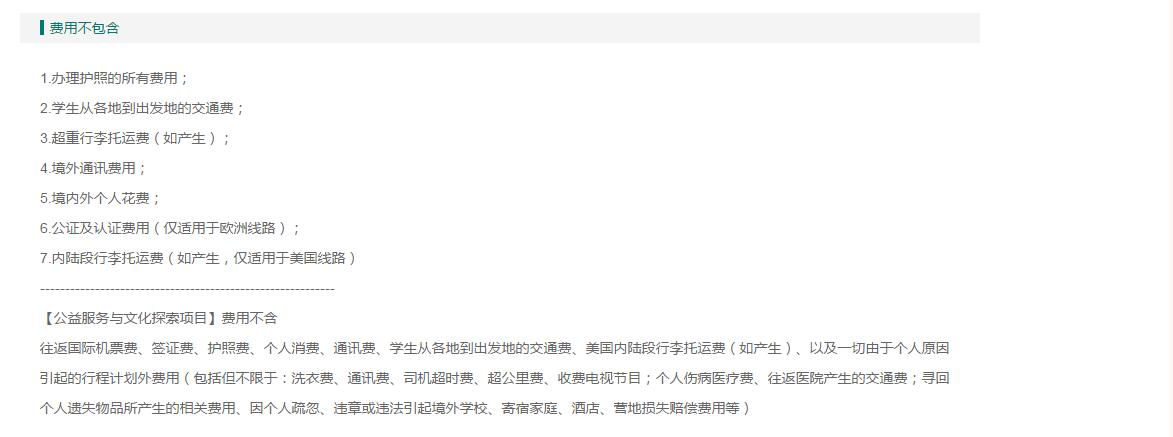 费用不包含
1.办理护照的所有费用；
2.学生从各地到出发地的交通费；
3.超重行李托运费（如产生）；
4.境外通讯费用；
5.境内外个人花费；
6.公证及认证费用（仅适用于欧洲线路）；
7.内陆段行李托运费（如产生，仅适用于美国线路）
-----------------------------------------------------------
【公益服务与文化探索项目】费用不含
往返国际机票费、签证费、护照费、个人消费、通讯费、学生从各地到出发地的交通费、美国内陆段行李托运费（如产生）、以及一切由于个人原因
引起的行程计划外费用（包括但不限于：洗衣费、通讯费、司机超时费、超公里费、收费电视节目；个人伤病医疗费、往返医院产生的交通费；寻回
个人遗失物品所产生的相关费用、因个人疏忽、违章或违法引起境外学校、寄宿家庭、酒店、营地损失赔偿费用等）